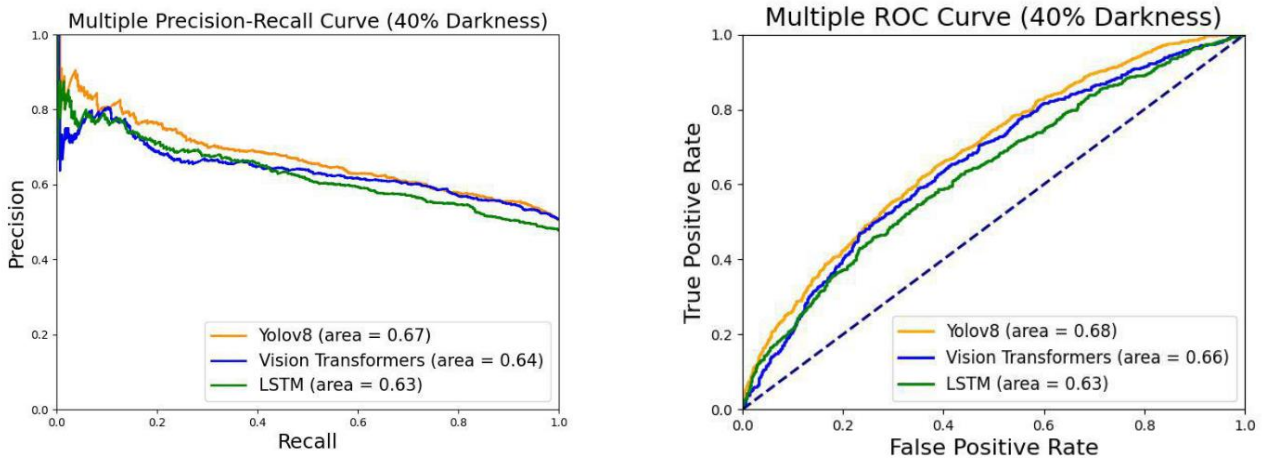 Multiple Precision-Recall Curve (40% Darkness)
1.0
0.8
0.6
0.4
0.2
0.0
Precision
0.0 0.2 0.4 0.6 0.8 1.0
Recall
Yolov8 (area = 0.67)
Vision Transformers (area = 0.64)
LSTM (area = 0.63)
Multiple ROC Curve (40% Darkness)
1.0
0.8
0.6
0.4
0.2
0.0
True Positive Rate
0.0 0.2 0.4 0.6 0.8 1.0
False Positive Rate
Yolov8 (area = 0.68)
Vision Transformers (area = 0.66)
LSTM (area = 0.63)